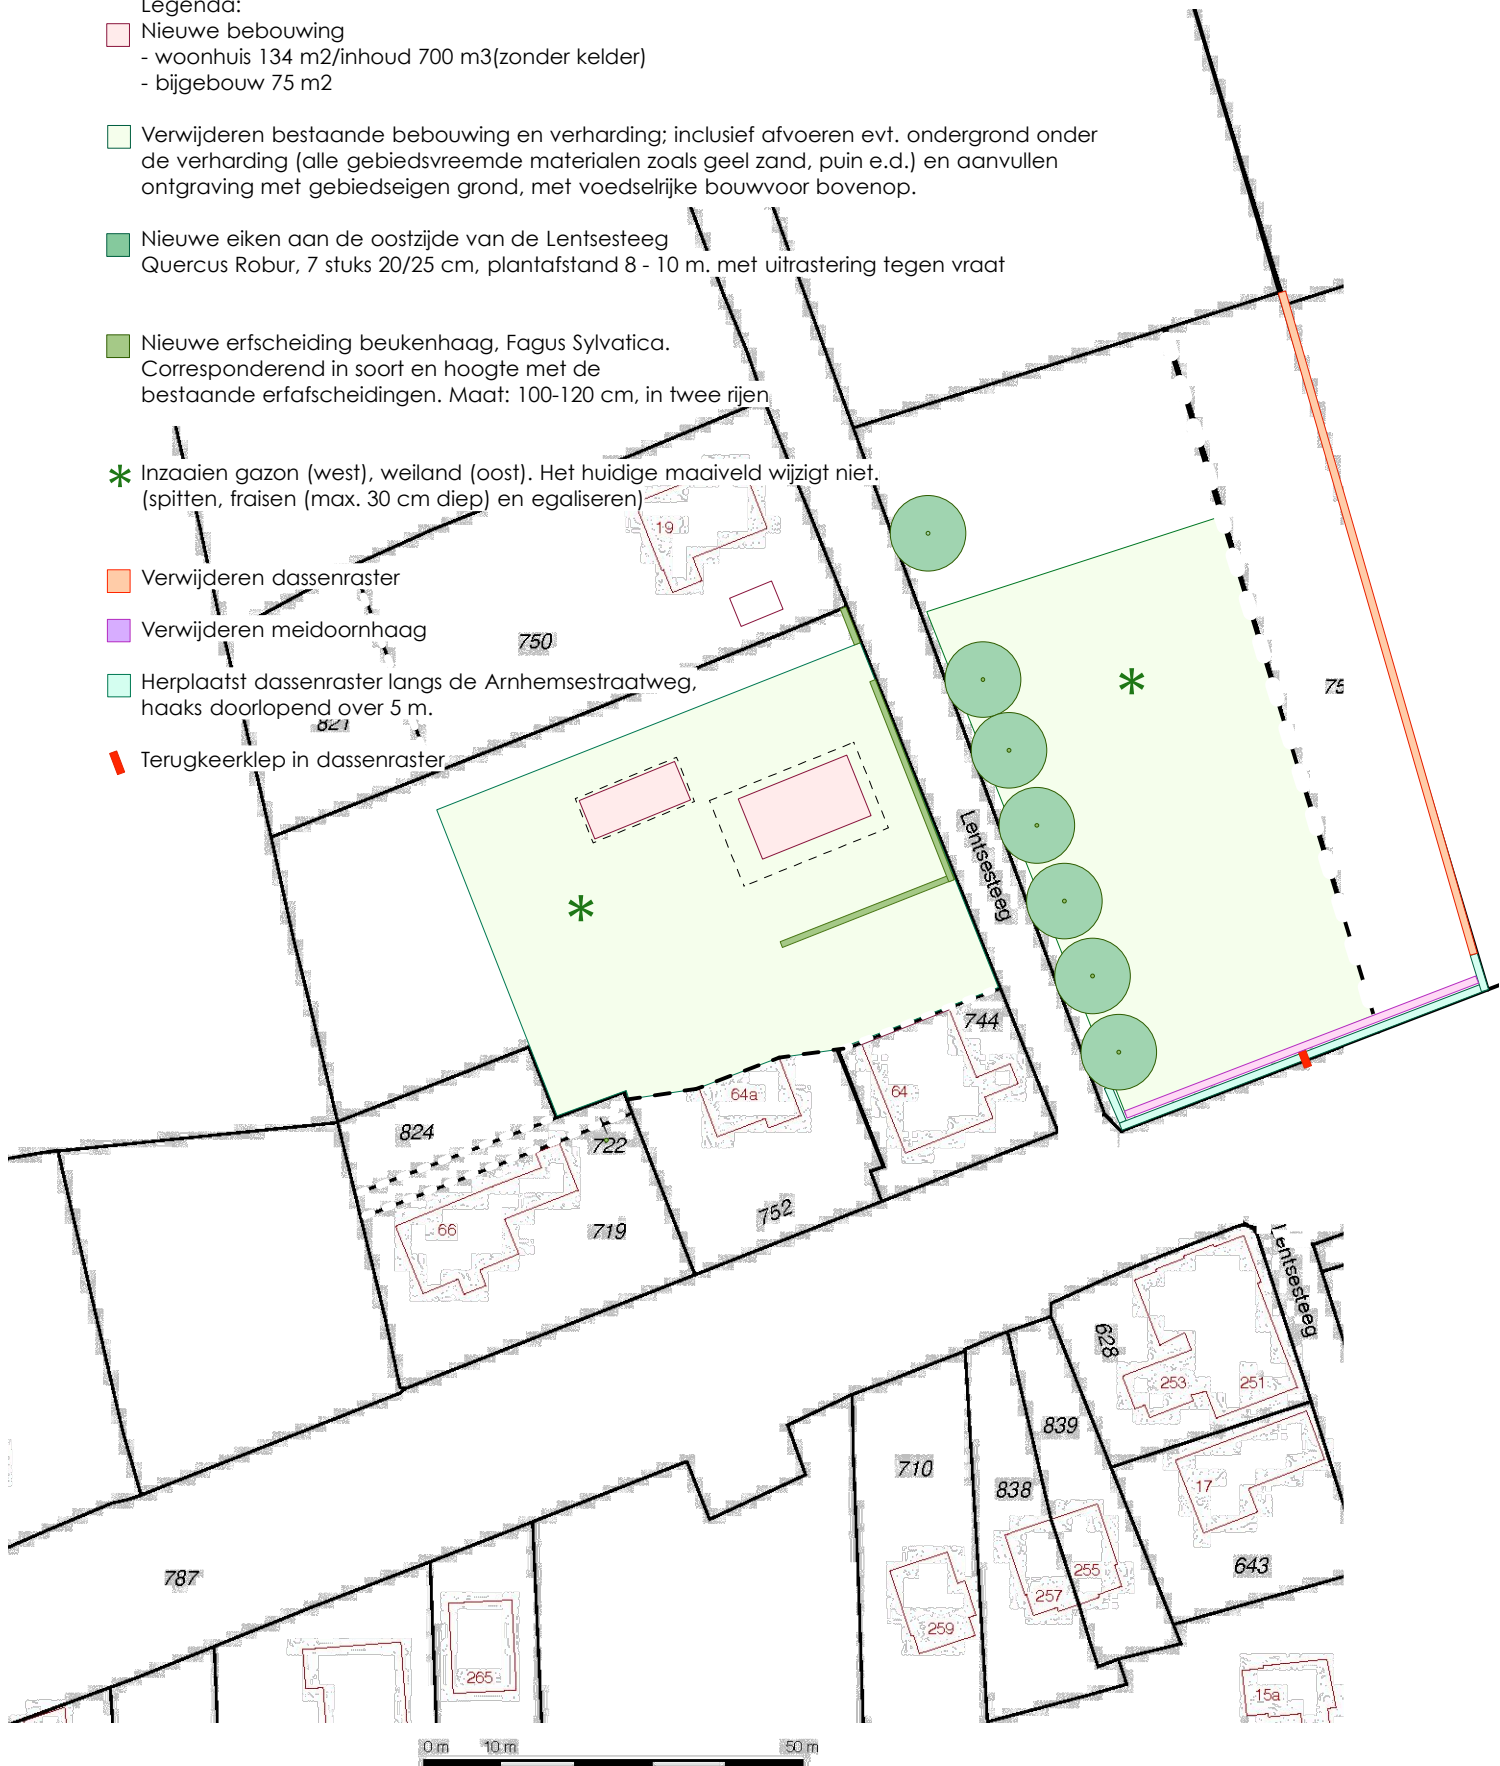 Legenda:
Nieuwe bebouwing
- woonhuis 134 m2/inhoud 700 m3(zonder kelder)
- bijgebouw 75 m2
Verwijderen bestaande bebouwing en verharding; inclusief afvoeren evt. ondergrond onder
de verharding (alle gebiedsvreemde materialen zoals geel zand, puin e.d.) en aanvullen
ontgraving met gebiedseigen grond, met voedselrijke bouwvoor bovenop.
Nieuwe eiken aan de oostzijde van de Lentsesteeg
Quercus Robur, 7 stuks 20/25 cm, plantafstand 8 - 10 m. met uitrastering tegen vraat
Nieuwe erfscheiding beukenhaag, Fagus Sylvatica.
Corresponderend in soort en hoogte met de
bestaande erfafscheidingen. Maat: 100-120 cm, in twee rijen
* Inzaaien gazon (west), weiland (oost). Het huidige maaiveld wijzigt niet.
(spitten, fraisen (max. 30 cm diep) en egaliseren)
Verwijderen dassenraster
Verwijderen meidoornhaag
Herplaatst dassenraster langs de Arnhemsestraatweg,
haaks doorlopend over 5 m.
Terugkeerklep in dassenraster
19
750
821
*
75
*
Lentsesteeg
744
64a
64
824
722
66
719
752
Lentsesteeg
628
253
251
839
710
838
17
643
787
255
257
259
265
15a
0 m
10 m
50 m